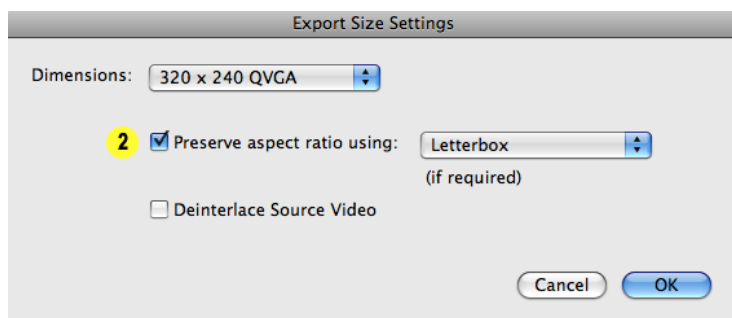 Export Size Settings
Dimensions: 320 x 240 QVGA
2 Preserve aspect ratio using: Letterbox
(if required)
Deinterlace Source Video
Cancel OK